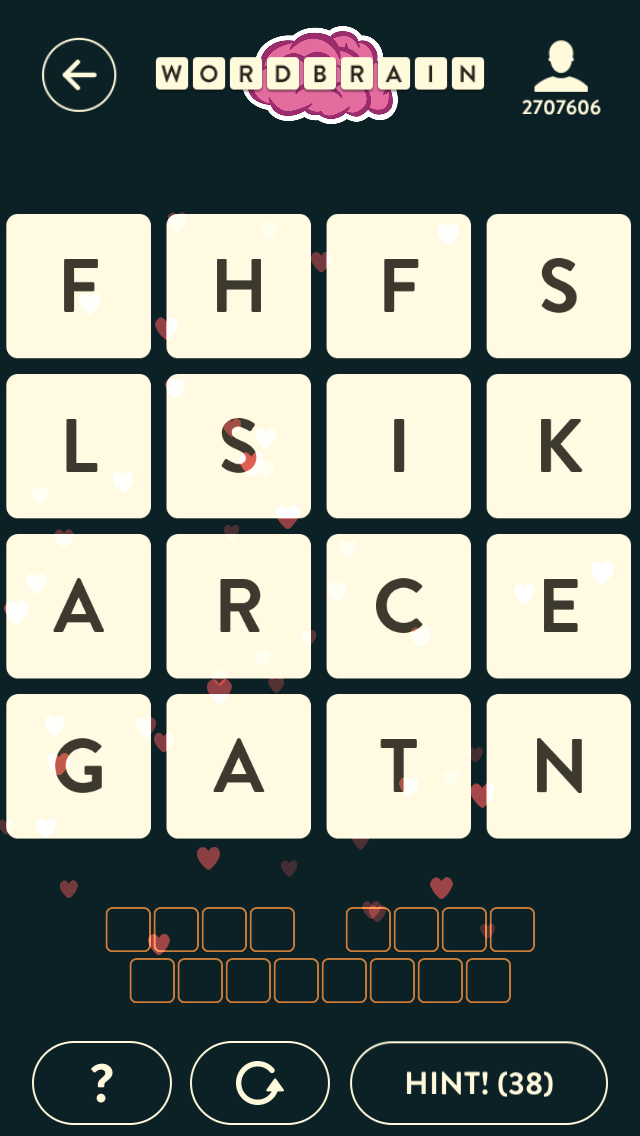 WORDBRAIN
2707606
F H F S
L S I K
A R C E
G A T N
? HINT! (38)